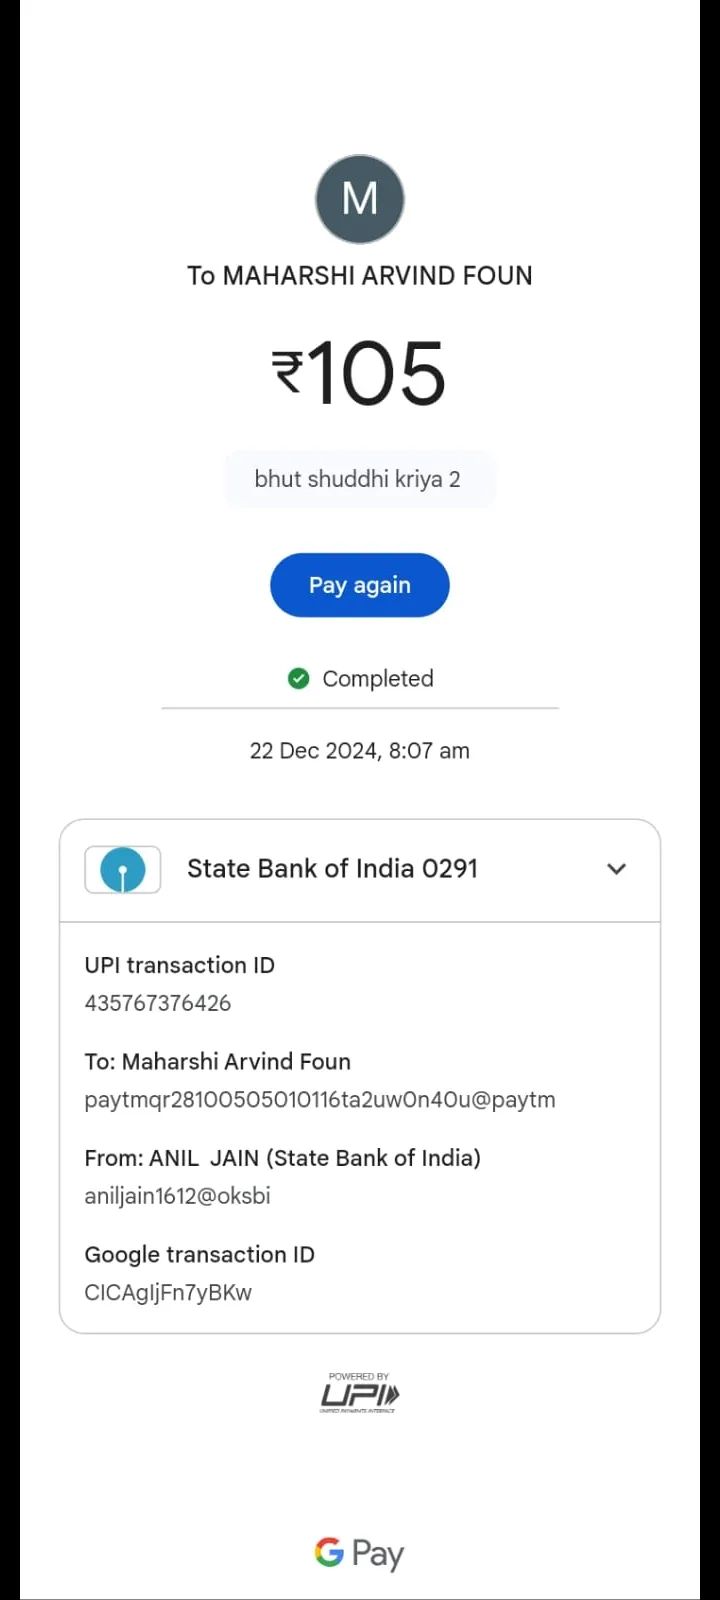 M
To MAHARSHI ARVIND FOUN
₹105
bhut shuddhi kriya 2
Pay again
Completed
22 Dec 2024, 8:07 am
State Bank of India 0291
UPI transaction ID
435767376426
To: Maharshi Arvind Foun
paytmqr28100505010116ta2uw0n40u@paytm
From: ANIL  JAIN (State Bank of India)
aniljain1612@oksbi
Google transaction ID
CICAgIjFn7yBKw
POWERED BY
UPI
UNIFIED PAYMENTS INTERFACE
G Pay